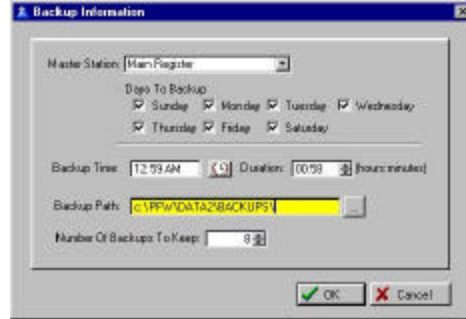 Backup Information
Master Station: Main Register
Days To Backup
Sunday Monday Tuesday Wednesday
Thursday Friday Saturday
Backup Time: 12:59 AM Duration: 00:59 (hours:minutes)
Backup Path: c:\PFW\DATA2\BACKUPS\ ...
Number Of Backups To Keep: 8
OK Cancel